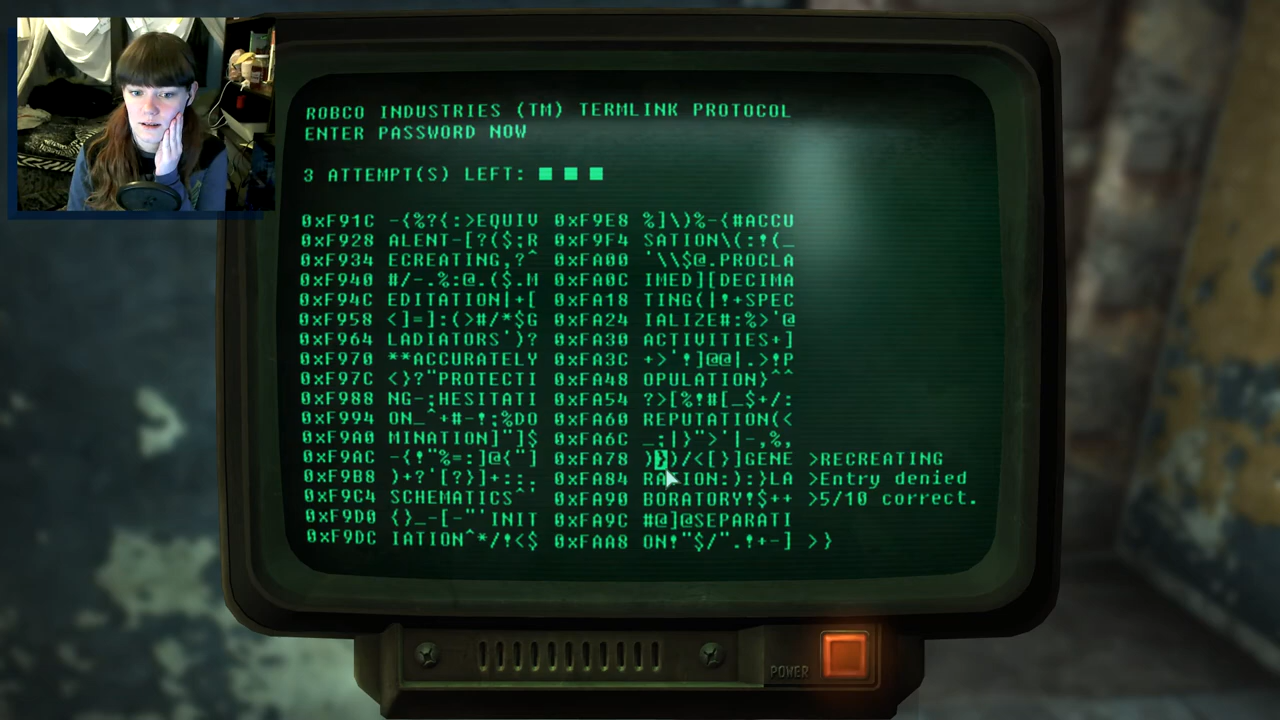 ROBCO INDUSTRIES (TM) TERMLINK PROTOCOL
ENTER PASSWORD NOW
3 ATTEMPT(S) LEFT: ■ ■ ■
0xF91C -{%?{:>EQUIV 0xF9E8 %]\)%-{#ACCU
0xF928 ALENT-[?($;R 0xF9F4 SATION\(:!(_
0xF934 ECREATING,?^ 0xFA00 '\\$@.PROCLA
0xF940 #/-.%:@.($.M 0xFA0C IMED][DECIMA
0xF94C EDITATION|+[ 0xFA18 TING(|!+SPEC
0xF958 <]=]:(>#/*$G 0xFA24 IALIZE#:%>'@
0xF964 LADIATORS')? 0xFA30 ACTIVITIES+]
0xF970 **ACCURATELY 0xFA3C +>'!]@@|.>!P
0xF97C <}?"PROTECTI 0xFA48 OPULATION}^^
0xF988 NG-;HESITATI 0xFA54 ?>[%!#[_$+/:
0xF994 ON_^+#-!;%DO 0xFA60 REPUTATION(<
0xF9A0 MINATION]"]$ 0xFA6C _;|}">'|-,%,
0xF9AC -{!"%=:]@{"] 0xFA78 )})/<[}]GENE >RECREATING
0xF9B8 )+?'[?}]+::. 0xFA84 RATION:):}LA >Entry denied
0xF9C4 SCHEMATICS^' 0xFA90 BORATORY!$++ >5/10 correct.
0xF9D0 {}_-[-"'INIT 0xFA9C #@]@SEPARATI
0xF9DC IATION^*/!<$ 0xFAA8 ON!"$/".!+-] >}
POWER